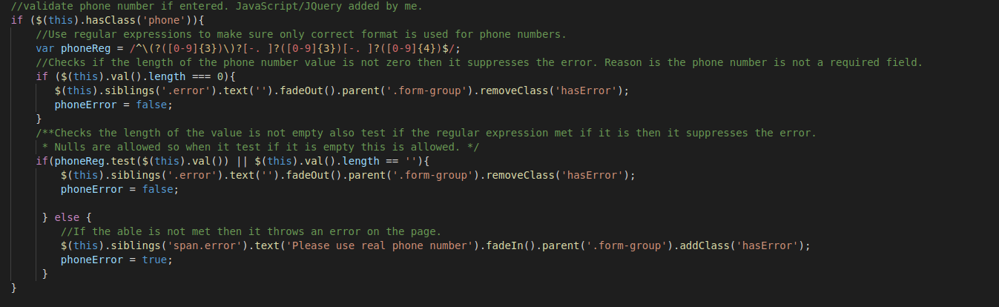 //validate phone number if entered. JavaScript/JQuery added by me.
if ($(this).hasClass('phone')){
//Use regular expressions to make sure only correct format is used for phone numbers.
var phoneReg = /^\(?([0-9]{3})\)?[-. ]?([0-9]{3})[-. ]?([0-9]{4})$/;
//Checks if the length of the phone number value is not zero then it suppresses the error. Reason is the phone number is not a required field.
if ($(this).val().length === 0){
$(this).siblings('.error').text('').fadeOut().parent('.form-group').removeClass('hasError');
phoneError = false;
}
/**Checks the length of the value is not empty also test if the regular expression met if it is then it suppresses the error.
* Nulls are allowed so when it test if it is empty this is allowed. */
if(phoneReg.test($(this).val()) || $(this).val().length == ''){
$(this).siblings('.error').text('').fadeOut().parent('.form-group').removeClass('hasError');
phoneError = false;
} else {
//If the able is not met then it throws an error on the page.
$(this).siblings('span.error').text('Please use real phone number').fadeIn().parent('.form-group').addClass('hasError');
phoneError = true;
}
}